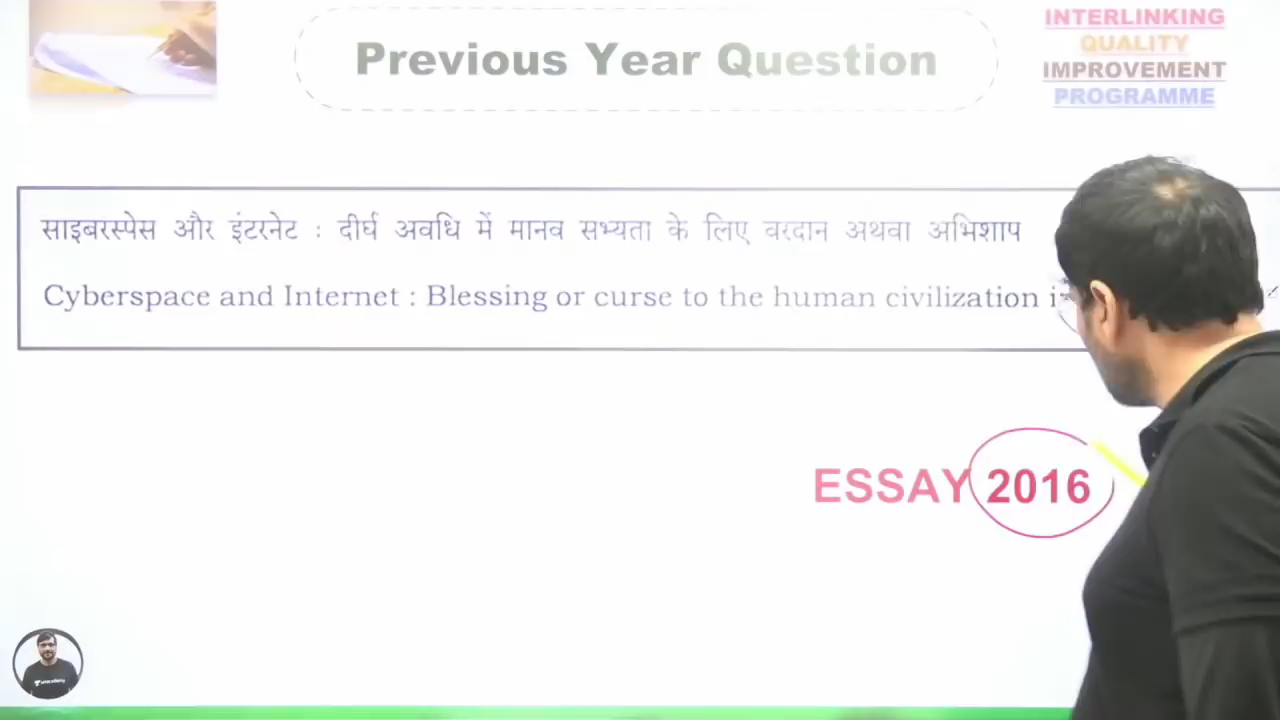 Previous Year Question
INTERLINKING
QUALITY
IMPROVEMENT
PROGRAMME
साइबरस्पेस और इंटरनेट : दीर्घ अवधि में मानव सभ्यता के लिए वरदान अथवा अभिशाप
Cyberspace and Internet : Blessing or curse to the human civilization
ESSAY 2016